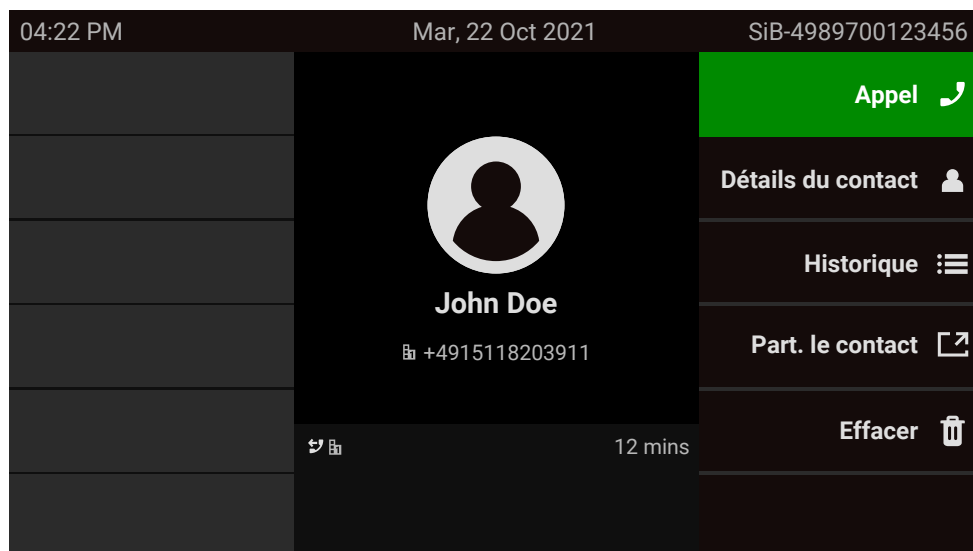 04:22 PM Mar, 22 Oct 2021 SiB-4989700123456
Appel
Détails du contact
Historique
John Doe
Part. le contact
+4915118203911
Effacer
12 mins